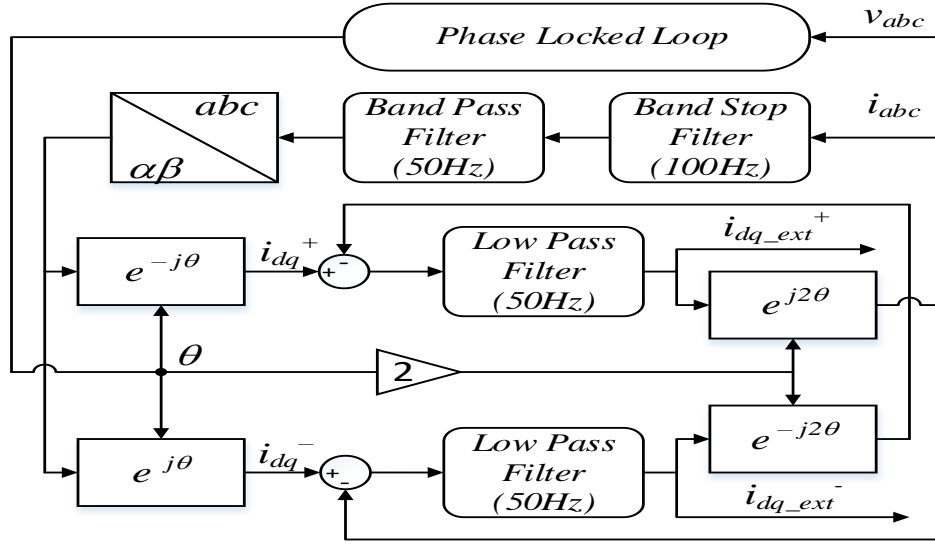 Phase Locked Loop
v_abc
abc
αβ
Band Pass
Filter
(50Hz)
Band Stop
Filter
(100Hz)
i_abc
e^{-jθ}
i_dq^+
+
-
Low Pass
Filter
(50Hz)
i_dq_ext^+
e^{j2θ}
θ
2
e^{jθ}
i_dq^-
+
-
Low Pass
Filter
(50Hz)
e^{-j2θ}
i_dq_ext^-